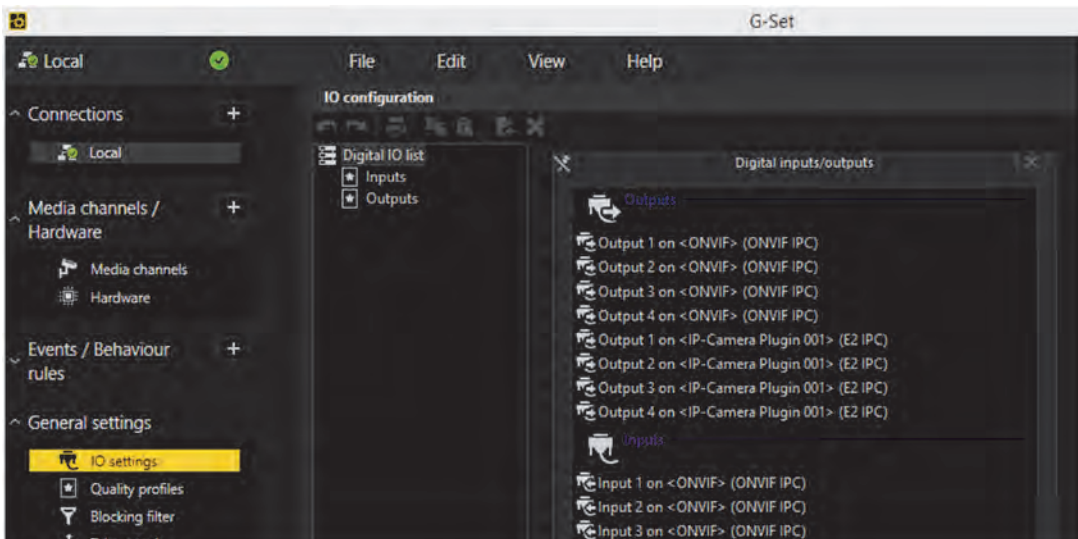 G-Set
Local
File Edit View Help
IO configuration
Connections +
Local
Media channels /
Hardware
+
Media channels
Hardware
Events / Behaviour
rules
+
General settings
IO settings
Quality profiles
Blocking filter
Digital IO list
Inputs
Outputs
Digital inputs/outputs
Outputs
Output 1 on <ONVIF> (ONVIF IPC)
Output 2 on <ONVIF> (ONVIF IPC)
Output 3 on <ONVIF> (ONVIF IPC)
Output 4 on <ONVIF> (ONVIF IPC)
Output 1 on <IP-Camera Plugin 001> (E2 IPC)
Output 2 on <IP-Camera Plugin 001> (E2 IPC)
Output 3 on <IP-Camera Plugin 001> (E2 IPC)
Output 4 on <IP-Camera Plugin 001> (E2 IPC)
Inputs
Input 1 on <ONVIF> (ONVIF IPC)
Input 2 on <ONVIF> (ONVIF IPC)
Input 3 on <ONVIF> (ONVIF IPC)